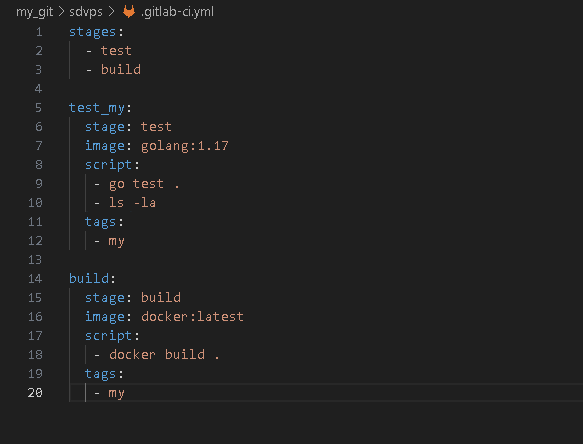 my_git > sdvps > .gitlab-ci.yml
1 stages:
2   - test
3   - build
4
5 test_my:
6   stage: test
7   image: golang:1.17
8   script:
9    - go test .
10    - ls -la
11   tags:
12    - my
13
14 build:
15   stage: build
16   image: docker:latest
17   script:
18    - docker build .
19   tags:
20    - my